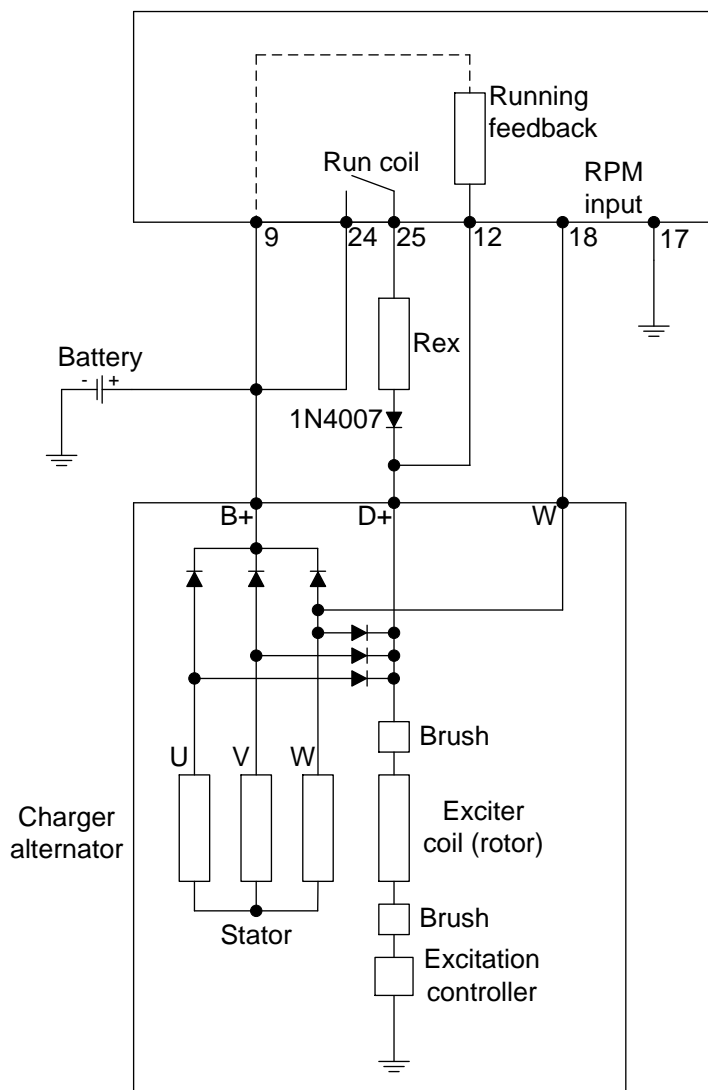 Running
feedback
Run coil
RPM
input
9
24
25
12
18
17
Rex
Battery
- +
1N4007
B+
D+
W
U
V
W
Brush
Charger
alternator
Exciter
coil (rotor)
Brush
Stator
Excitation
controller